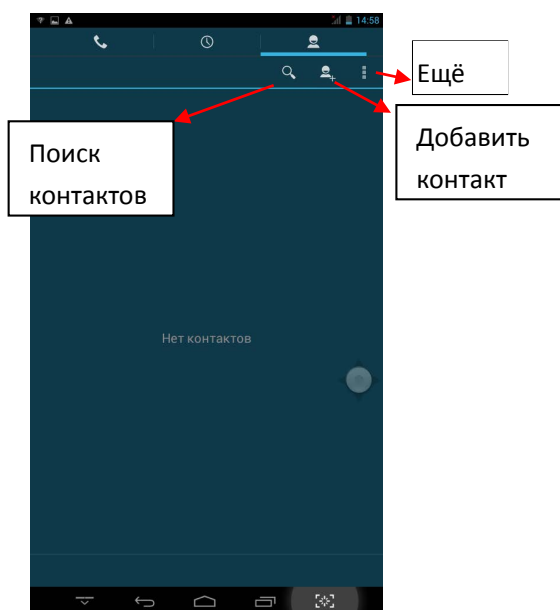 14:58
Ещё
Добавить
контакт
Поиск
контактов
Нет контактов